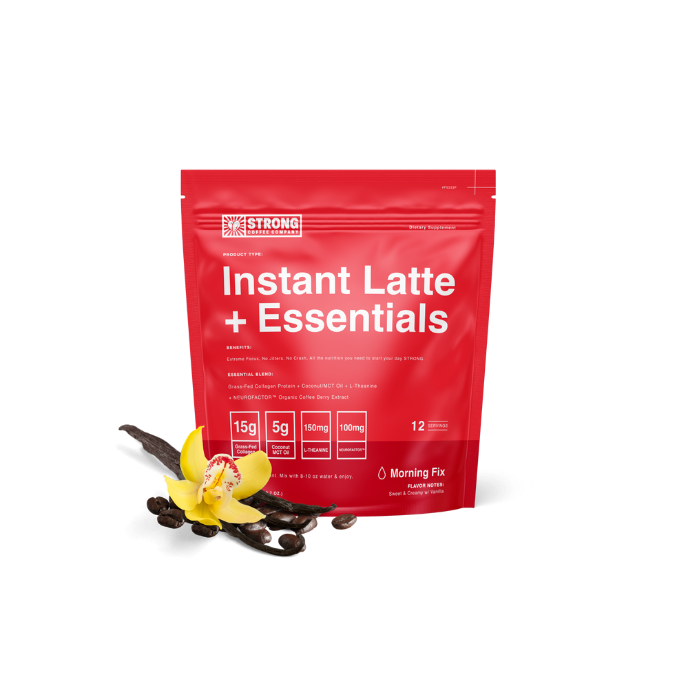 STRONG
COFFEE COMPANY
Dietary Supplement
PRODUCT TYPE:
Instant Latte
+ Essentials
BENEFITS:
Extreme Focus, No Jitters, No Crash, All the nutrition you need to start your day STRONG.
ESSENTIAL BLEND:
Grass-Fed Collagen Protein + Coconut/MCT Oil + L-Theanine
+ NEUROFACTOR™ Organic Coffee Berry Extract
15g 5g 150mg 100mg
Grass-Fed Coconut L-THEANINE NEUROFACTOR™
Collagen MCT Oil
12 SERVINGS
Mix with 8-10 oz water & enjoy.
Morning Fix
FLAVOR NOTES:
Sweet & Creamy w/ Vanilla